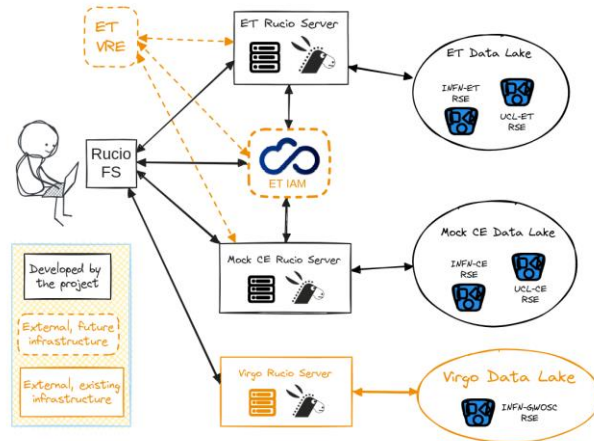 ET
VRE
ET Rucio Server
ET Data Lake
INFN-ET
RSE
UCL-ET
RSE
Rucio
FS
ET IAM
Mock CE Rucio Server
Mock CE Data Lake
INFN-CE
RSE
UCL-CE
RSE
Developed by
the project
External, future
infrastructure
External, existing
infrastructure
Virgo Rucio Server
Virgo Data Lake
INFN-GWOSC
RSE